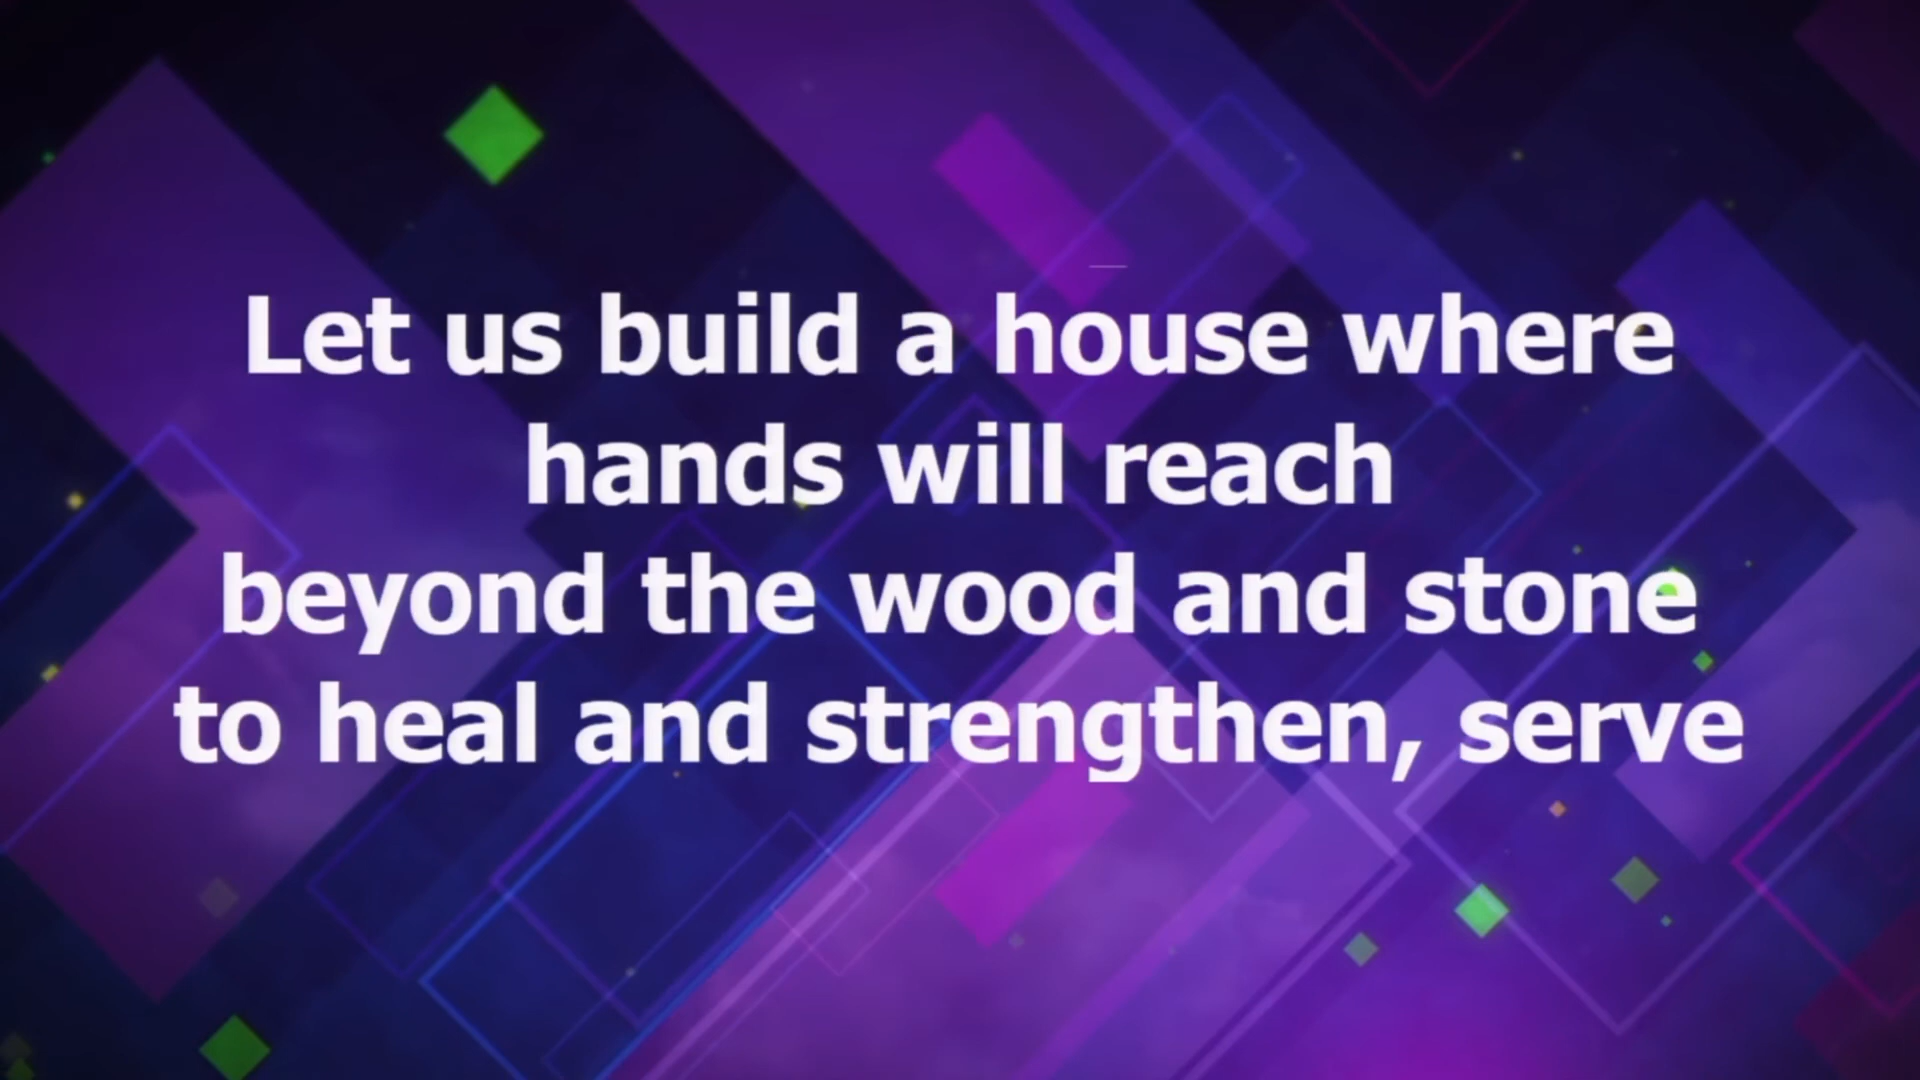 Let us build a house where
hands will reach
beyond the wood and stone
to heal and strengthen, serve